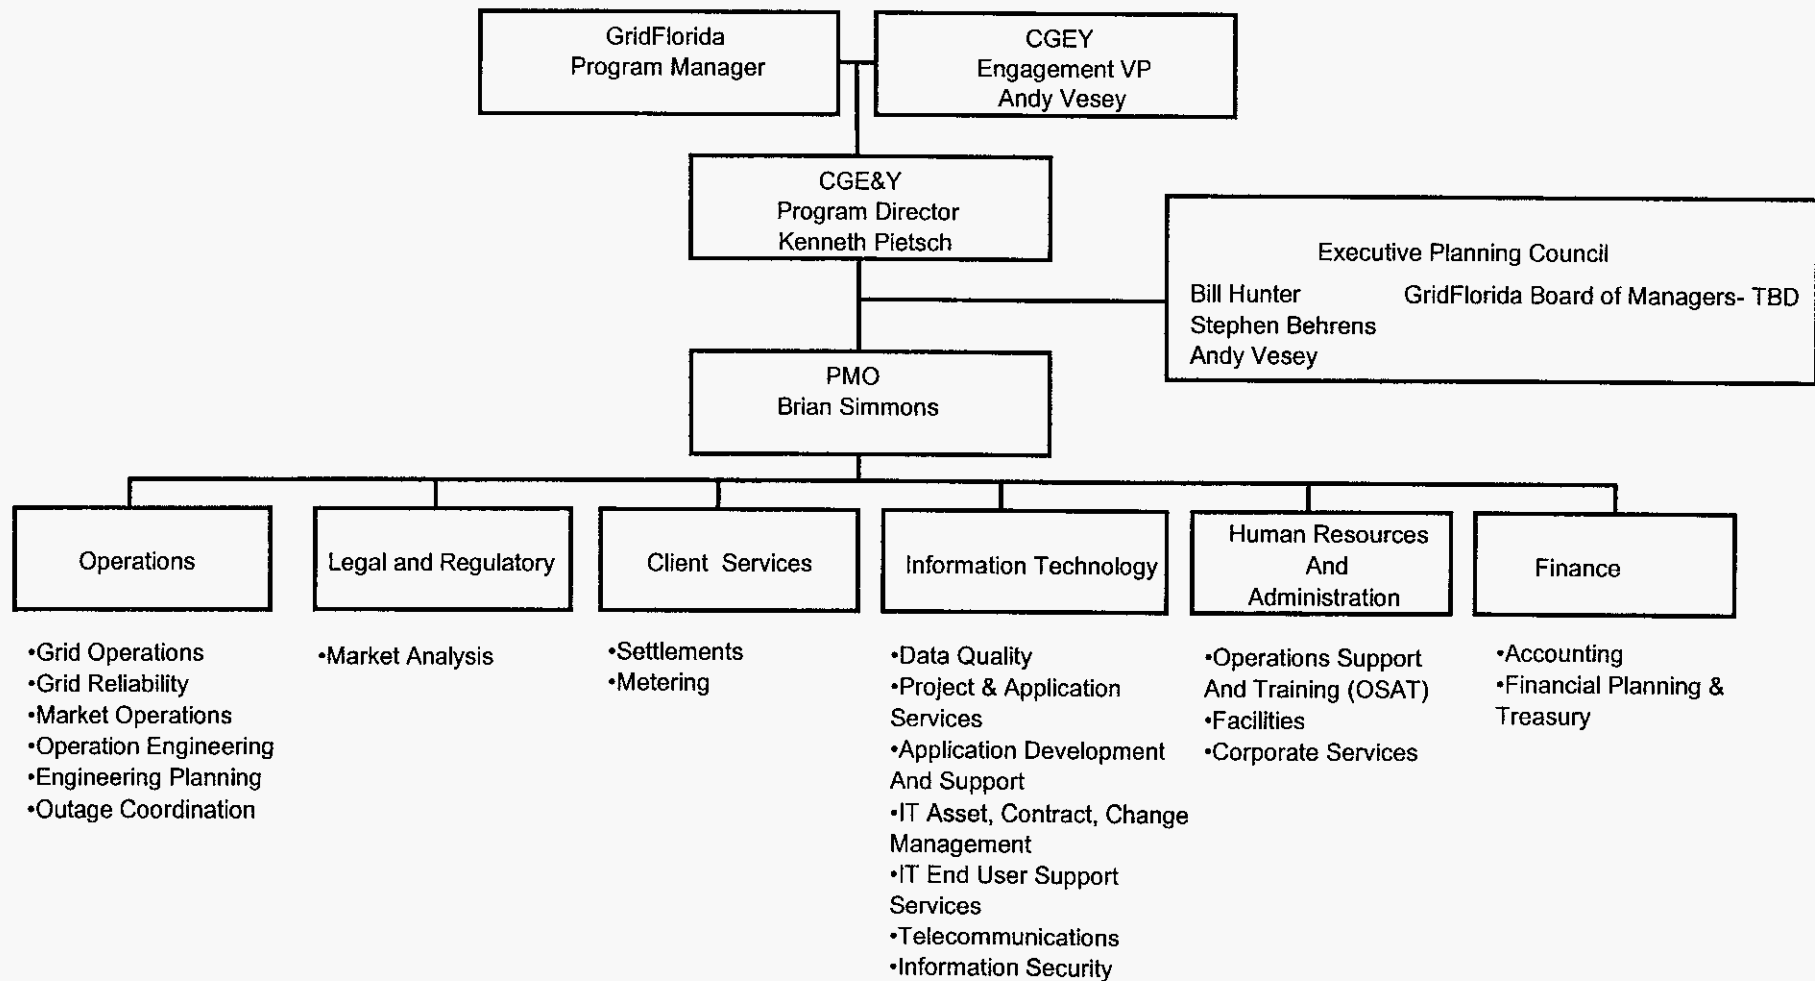 GridFlorida
Program Manager
CGEY
Engagement VP
Andy Vesey
CGE&Y
Program Director
Kenneth Pietsch
Executive Planning Council
Bill Hunter
GridFlorida Board of Managers- TBD
Stephen Behrens
Andy Vesey
PMO
Brian Simmons
Operations
Legal and Regulatory
Client Services
Information Technology
Human Resources
And
Administration
Finance
•Grid Operations
•Grid Reliability
•Market Operations
•Operation Engineering
•Engineering Planning
•Outage Coordination
•Market Analysis
•Settlements
•Metering
•Data Quality
•Project & Application
Services
•Application Development
And Support
•IT Asset, Contract, Change
Management
•IT End User Support
Services
•Telecommunications
•Information Security
•Operations Support
And Training (OSAT)
•Facilities
•Corporate Services
•Accounting
•Financial Planning &
Treasury